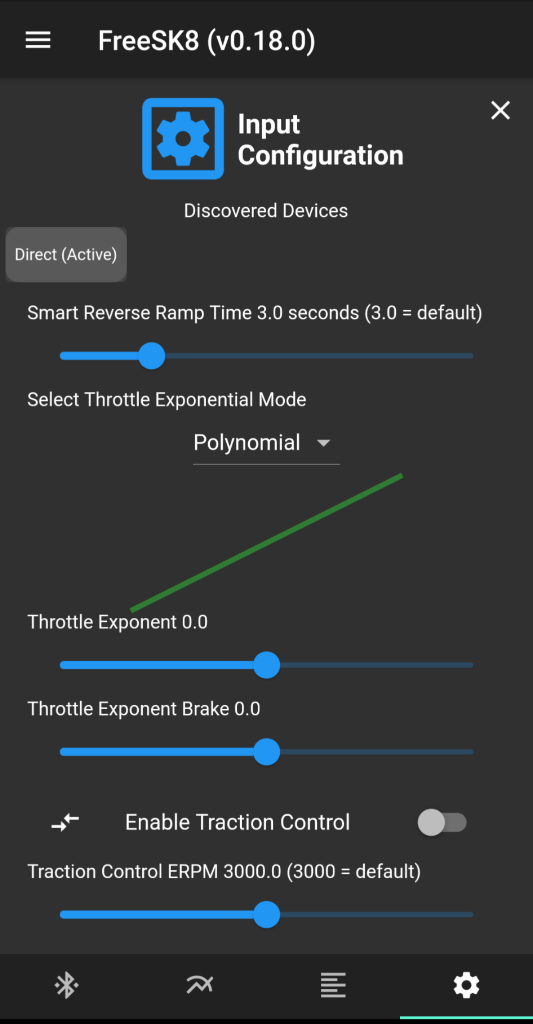 FreeSK8 (v0.18.0)
Input
Configuration
Discovered Devices
Direct (Active)
Smart Reverse Ramp Time 3.0 seconds (3.0 = default)
Select Throttle Exponential Mode
Polynomial
Throttle Exponent 0.0
Throttle Exponent Brake 0.0
Enable Traction Control
Traction Control ERPM 3000.0 (3000 = default)